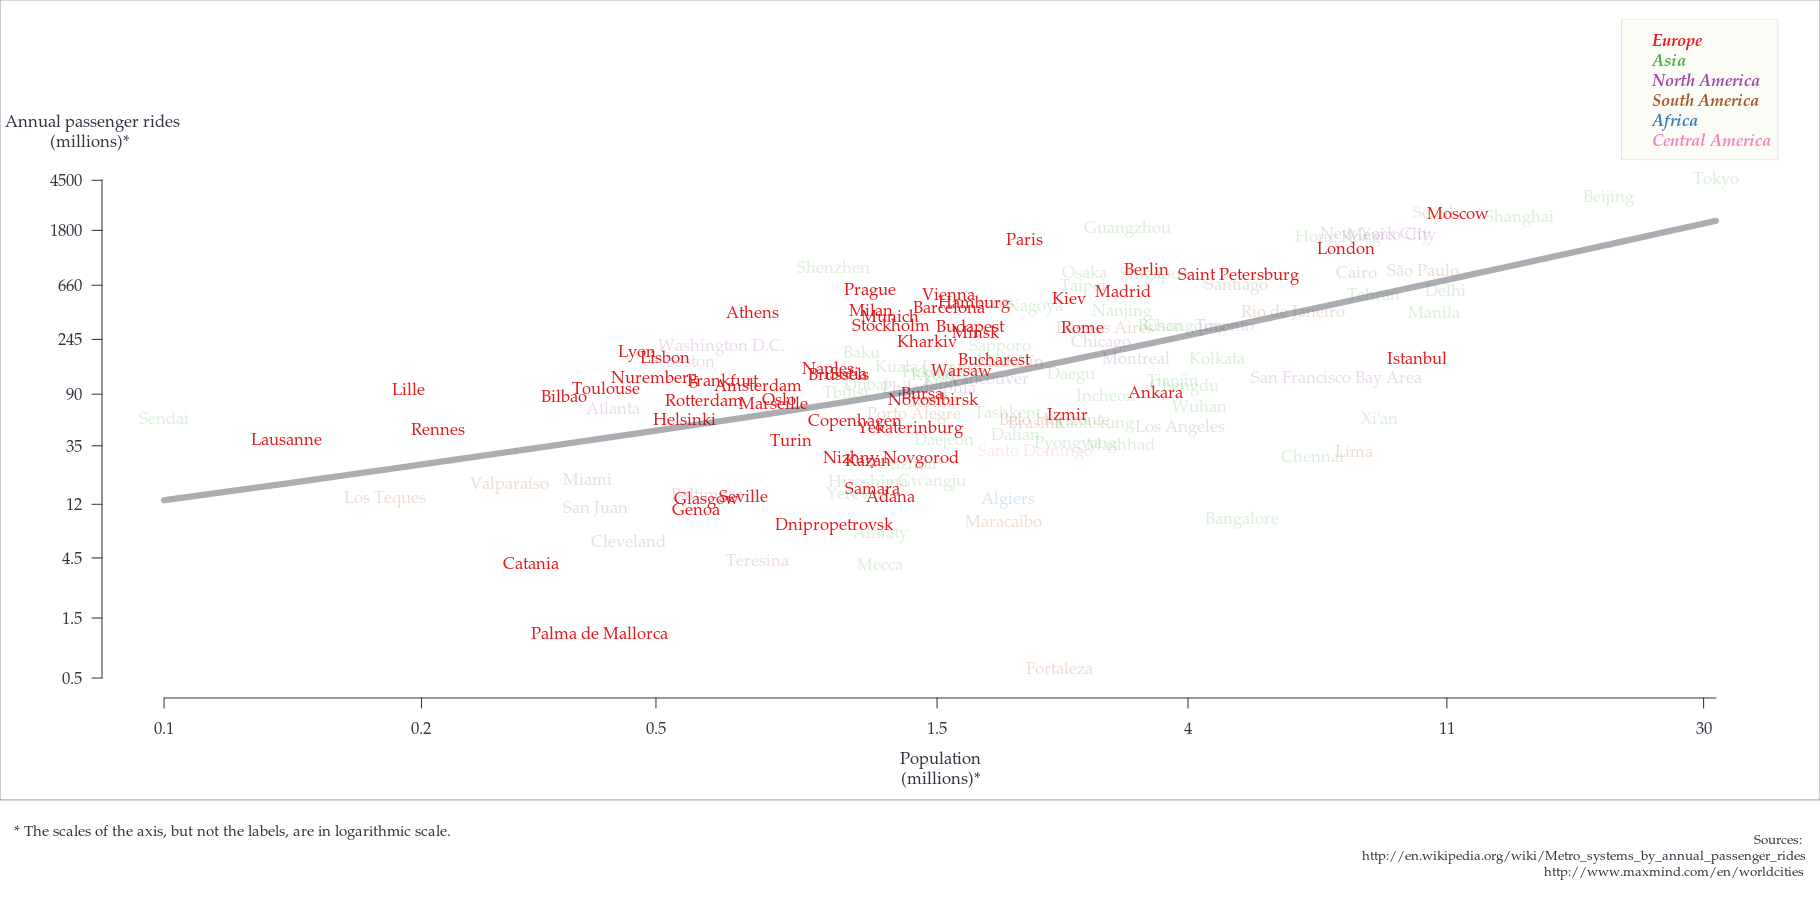 Europe
Asia
North America
South America
Africa
Central America
Annual passenger rides
(millions)*
4500
1800
660
245
90
35
12
4.5
1.5
0.5
Tokyo
Beijing
Moscow
Shanghai
Guangzhou
New York City
Mexico City
Hong Kong
Paris
London
Shenzhen
Berlin
Osaka
Saint Petersburg
Cairo
São Paulo
Santiago
Taipei
Prague
Madrid
Delhi
Tehran
Vienna
Kiev
Hamburg
Nagoya
Barcelona
Milan
Athens
Nanjing
Rio de Janeiro
Manila
Munich
Stockholm
Budapest
Rome
Buenos Aires
Toronto
Minsk
Kharkiv
Chicago
Washington D.C.
Sapporo
Baku
Lyon
Lisbon
Boston
Bucharest
Montreal
Kolkata
Istanbul
Nantes
Brussels
Warsaw
Daegu
Nuremberg
Frankfurt
Vancouver
San Francisco Bay Area
Tianjin
Dubai
Philadelphia
Amsterdam
Chengdu
Lille
Toulouse
Tbilisi
Bursa
Ankara
Bilbao
Incheon
Rotterdam
Oslo
Novosibirsk
Marseille
Atlanta
Wuhan
Porto Alegre
Tashkent
Izmir
Sendai
Helsinki
Copenhagen
Xi'an
Brasília
Kaohsiung
Los Angeles
Rennes
Yekaterinburg
Dalian
Lausanne
Turin
Daejeon
Pyongyang
Mashhad
Santo Domingo
Lima
Chennai
Nizhny Novgorod
Kazan
Miami
Valparaíso
Hiroshima
Gwangju
Samara
Yerevan
Los Teques
Baltimore
Glasgow
Seville
Adana
Algiers
San Juan
Genoa
Bangalore
Maracaibo
Dnipropetrovsk
Almaty
Cleveland
Catania
Teresina
Mecca
Palma de Mallorca
Fortaleza
0.1
0.2
0.5
1.5
4
11
30
Population
(millions)*
* The scales of the axis, but not the labels, are in logarithmic scale.
Sources:
http://en.wikipedia.org/wiki/Metro_systems_by_annual_passenger_rides
http://www.maxmind.com/en/worldcities